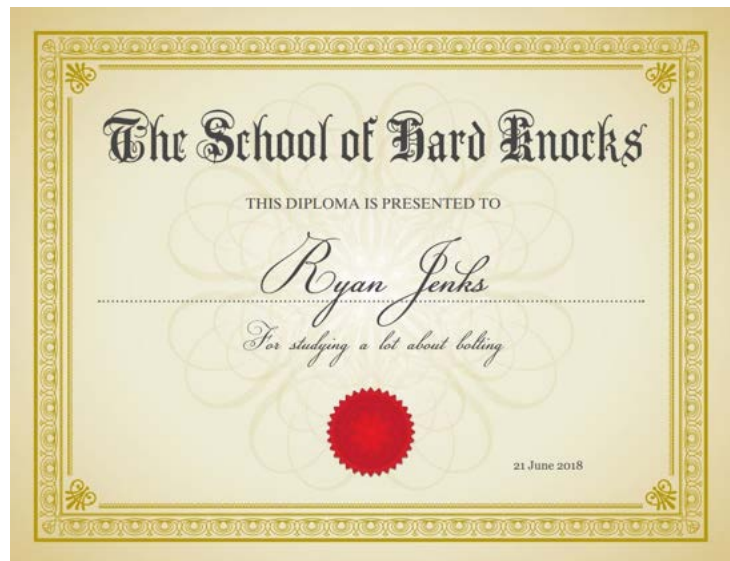 The School of Hard Knocks
THIS DIPLOMA IS PRESENTED TO
Ryan Jenks
For studying a lot about bolting
21 June 2018